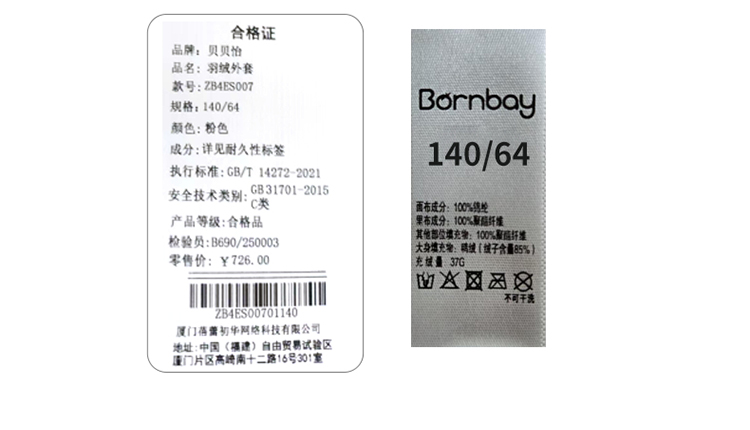 合格证
品牌：贝贝怡
品名：羽绒外套
款号：ZB4ES007
规格：140/64
颜色：粉色
成分：详见耐久性标签
执行标准：GB/T 14272-2021
安全技术类别：GB 31701-2015
C类
产品等级：合格品
检验员：B690/250003
零售价：￥726.00
ZB4ES00701140
厦门蓓蕾初华网络科技有限公司
地址：中国（福建）自由贸易试验区
厦门片区高崎南十二路16号301室
Bornbay
140/64
面布成分：100%锦纶
里布成分：100%聚酯纤维
其他部位填充物：100%聚酯纤维
大身填充物：鸭绒（绒子含量85%）
充绒量 37G
不可干洗